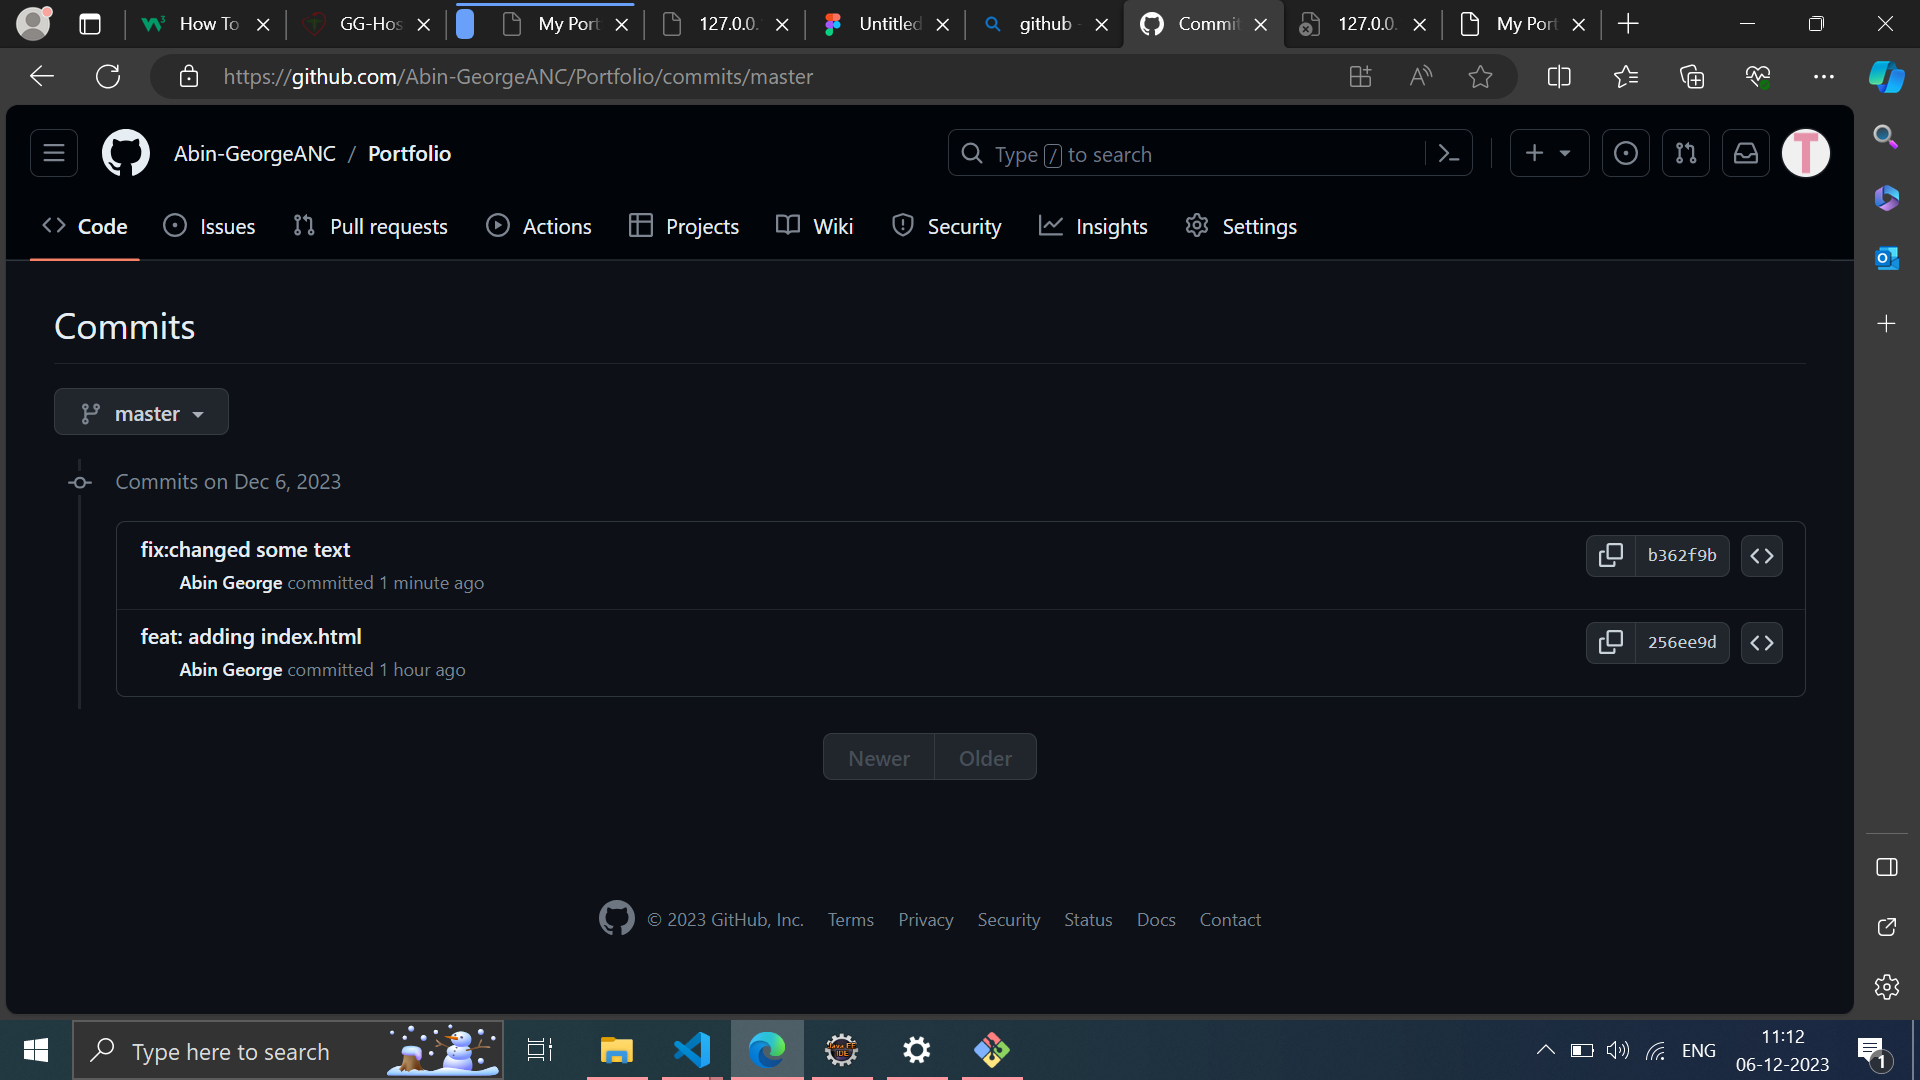 How To
GG-Hos
My Port
127.0.0.
Untitled
github -
Commit
127.0.0.
My Port
https://github.com/Abin-GeorgeANC/Portfolio/commits/master
Abin-GeorgeANC / Portfolio
Type / to search
Code
Issues
Pull requests
Actions
Projects
Wiki
Security
Insights
Settings
Commits
master
Commits on Dec 6, 2023
fix:changed some text
b362f9b
Abin George committed 1 minute ago
feat: adding index.html
256ee9d
Abin George committed 1 hour ago
Newer
Older
© 2023 GitHub, Inc.
Terms
Privacy
Security
Status
Docs
Contact
Type here to search
ENG
11:12
06-12-2023
1